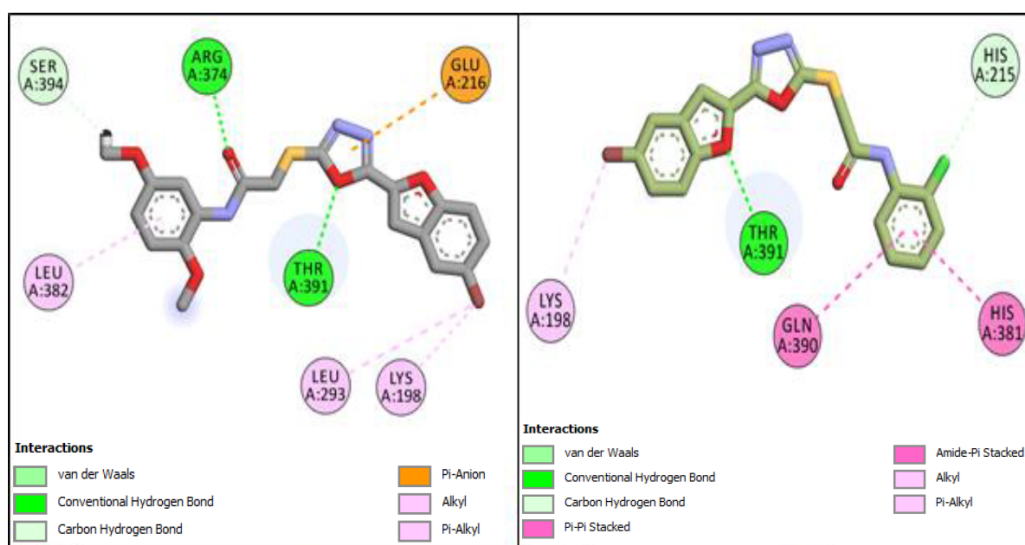 SER
A:394
ARG
A:374
GLU
A:216
LEU
A:382
THR
A:391
LEU
A:293
LYS
A:198
Interactions
van der Waals
Conventional Hydrogen Bond
Carbon Hydrogen Bond
Pi-Anion
Alkyl
Pi-Alkyl
HIS
A:215
THR
A:391
LYS
A:198
GLN
A:390
HIS
A:381
Interactions
van der Waals
Conventional Hydrogen Bond
Carbon Hydrogen Bond
Pi-Pi Stacked
Amide-Pi Stacked
Alkyl
Pi-Alkyl